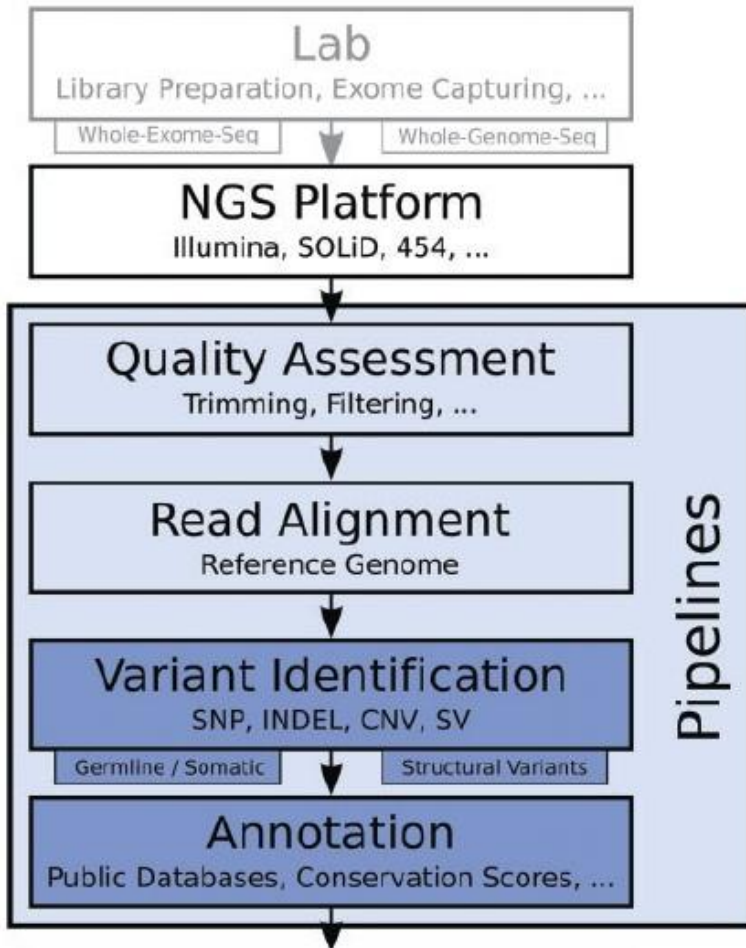 Lab
Library Preparation, Exome Capturing, ...
Whole-Exome-Seq
Whole-Genome-Seq
NGS Platform
Illumina, SOLiD, 454, ...
Quality Assessment
Trimming, Filtering, ...
Read Alignment
Reference Genome
Variant Identification
SNP, INDEL, CNV, SV
Germline / Somatic
Structural Variants
Annotation
Public Databases, Conservation Scores, ...
Pipelines